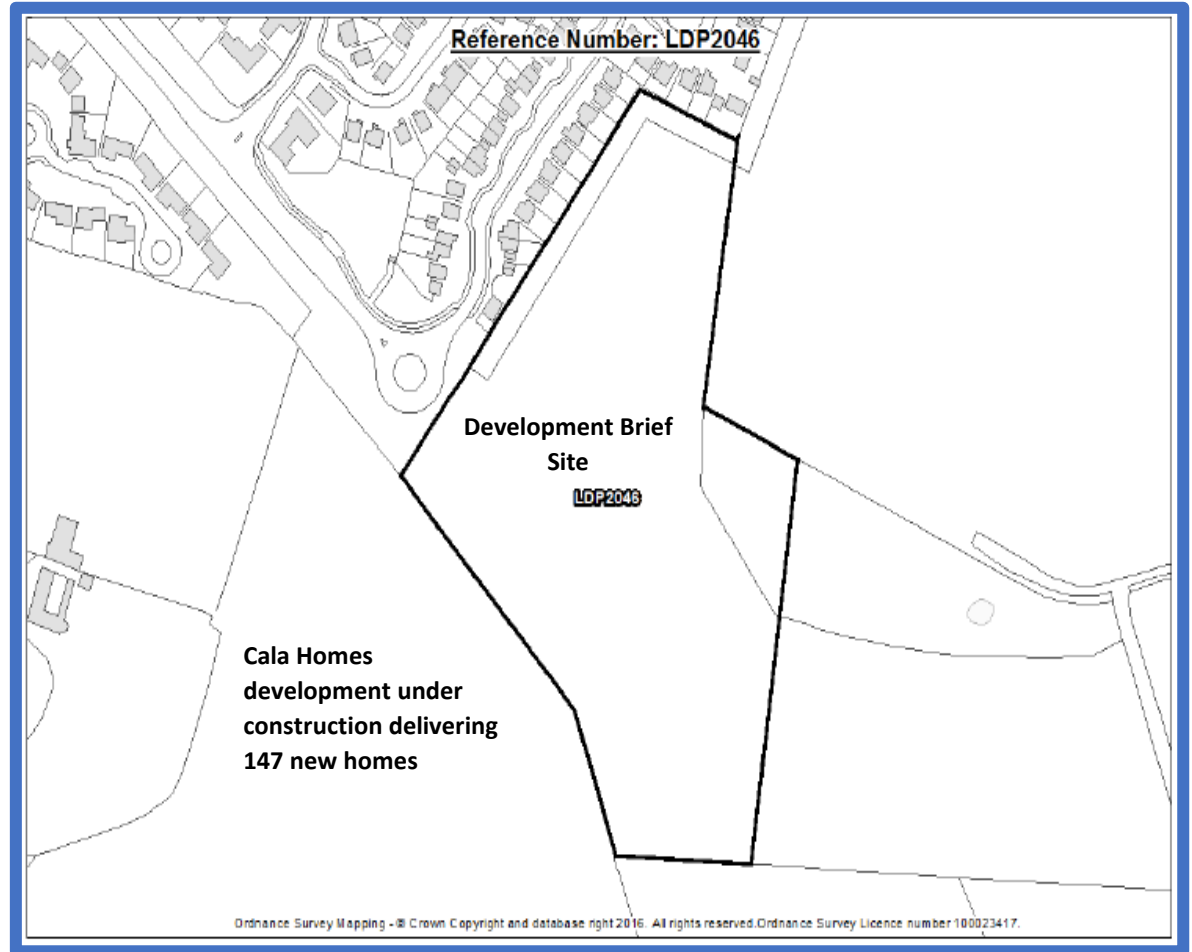 Reference Number: LDP2046
Development Brief
Site
LDP2046
Cala Homes
development under
construction delivering
147 new homes
Ordnance Survey Mapping - © Crown Copyright and database right 2016. All rights reserved.Ordnance Survey Licence number 100023417.